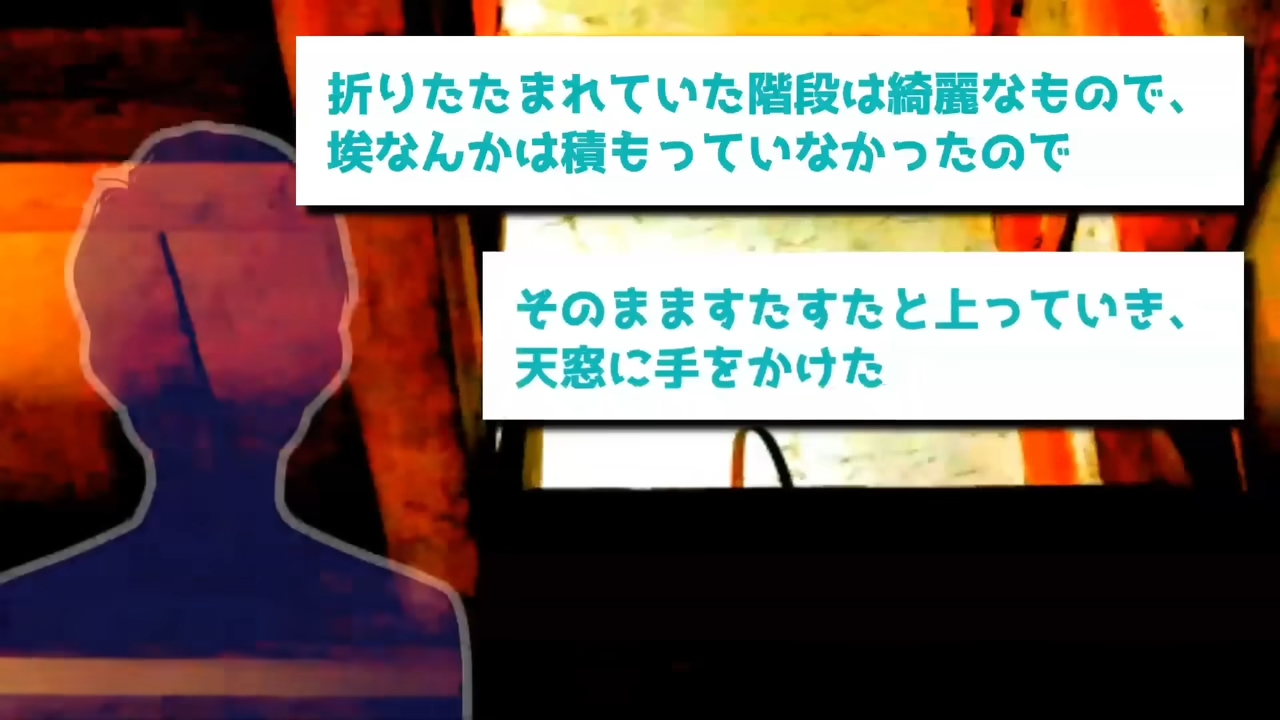 折りたたまれていた階段は綺麗なもので、
埃なんかは積もっていなかったので
そのまますたすたと上っていき、
天窓に手をかけた